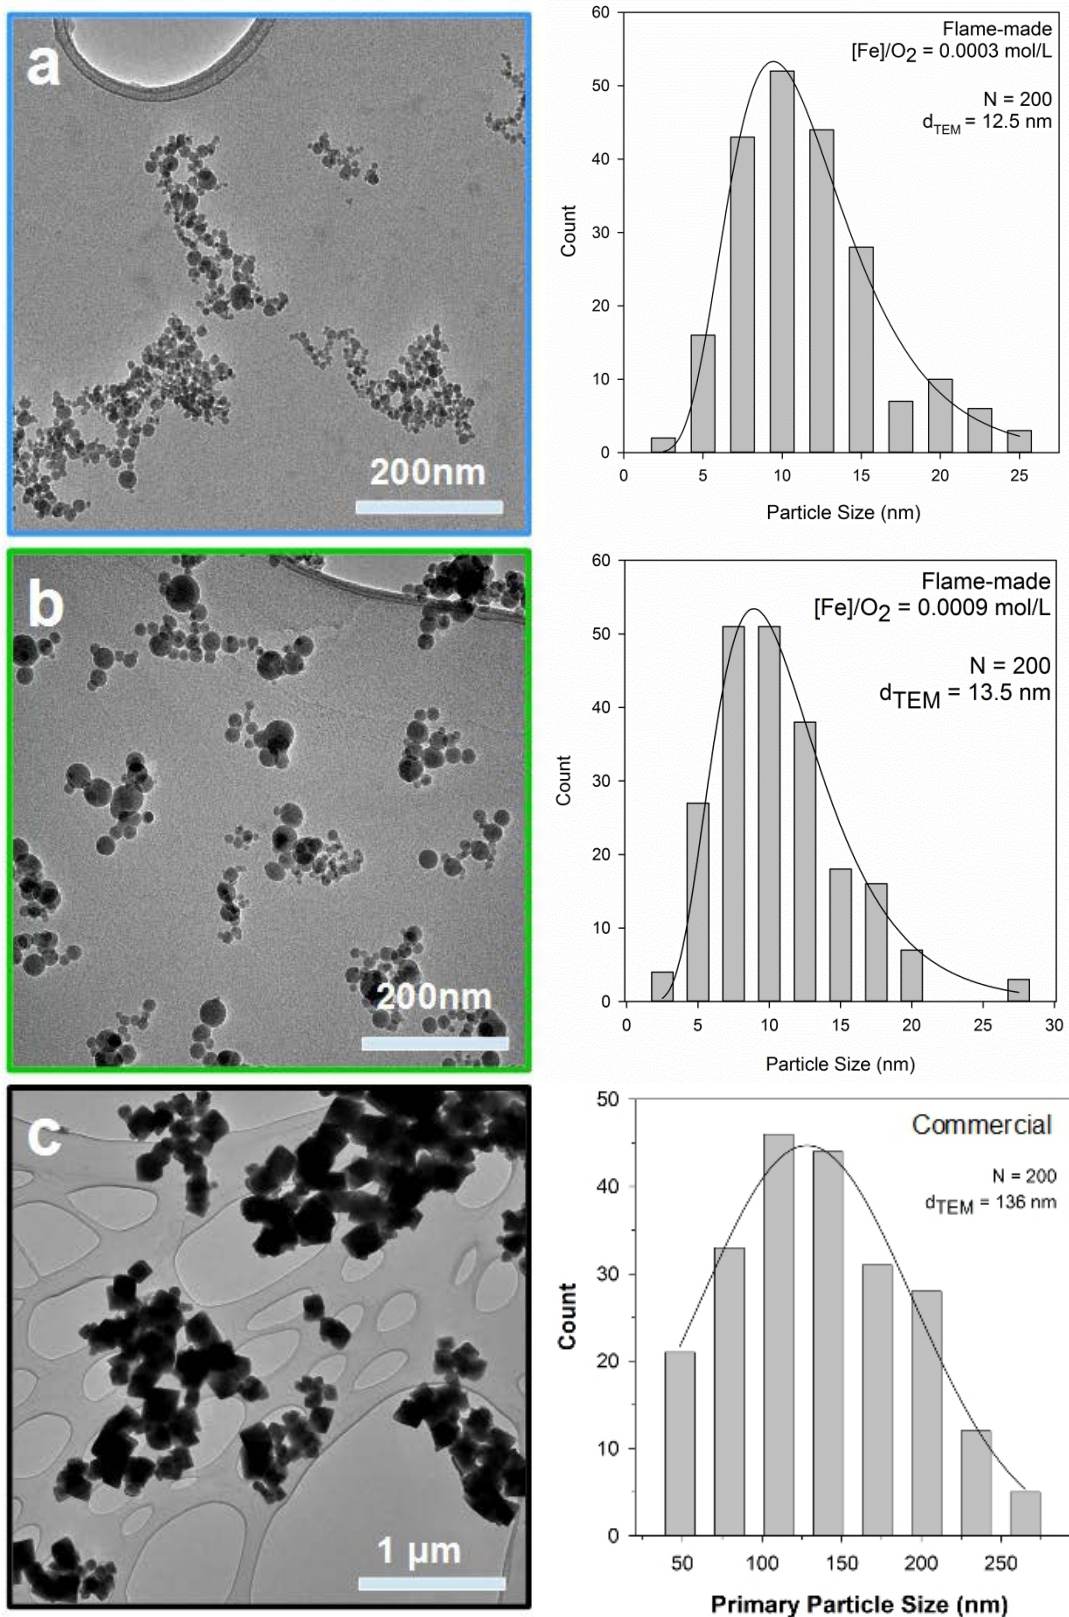 a
200nm
Flame-made
[Fe]/O2 = 0.0003 mol/L
N = 200
dTEM = 12.5 nm
60
50
40
30
20
10
0
Count
0 5 10 15 20 25
Particle Size (nm)
b
200nm
Flame-made
[Fe]/O2 = 0.0009 mol/L
N = 200
dTEM = 13.5 nm
60
50
40
30
20
10
0
Count
0 5 10 15 20 25 30
Particle Size (nm)
c
1 µm
Commercial
N = 200
dTEM = 136 nm
50
40
30
20
10
0
Count
50 100 150 200 250
Primary Particle Size (nm)